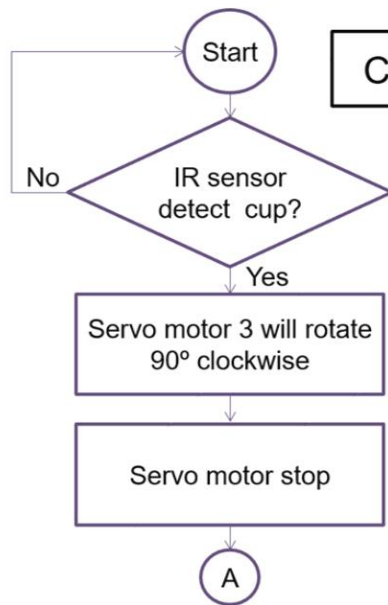 Start
C
No
IR sensor
detect cup?
Yes
Servo motor 3 will rotate
90º clockwise
Servo motor stop
A